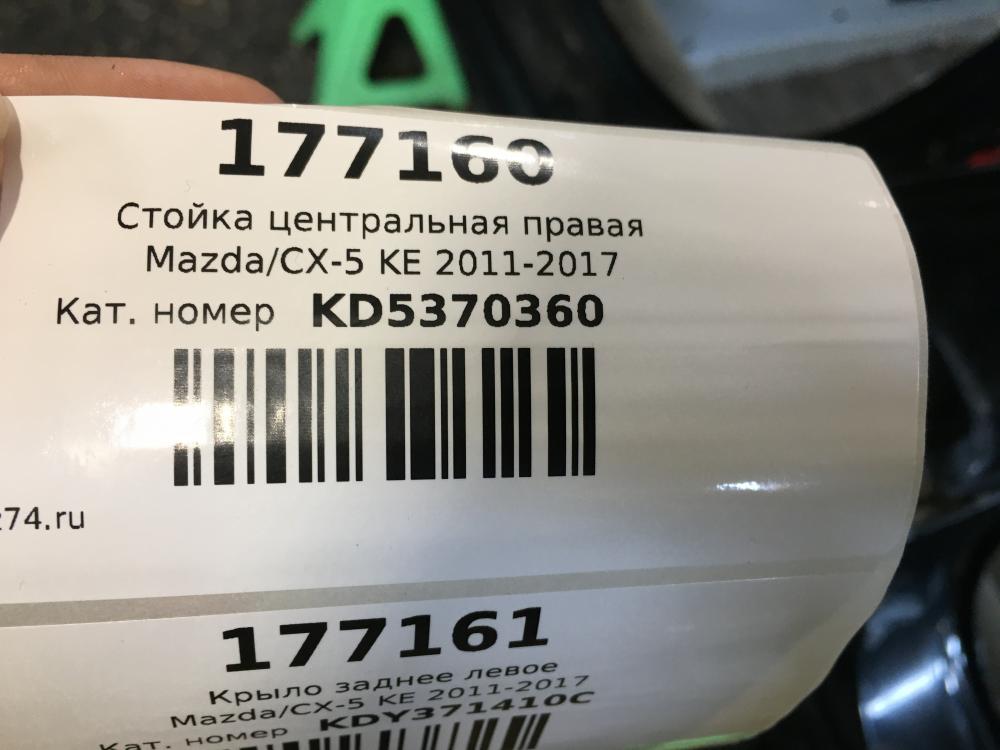 177160
Стойка центральная правая
Mazda/CX-5 KE 2011-2017
Кат. номер KD5370360
74.ru
177161
Крыло заднее левое
Mazda/CX-5 KE 2011-2017
Кат. номер KDY371410C